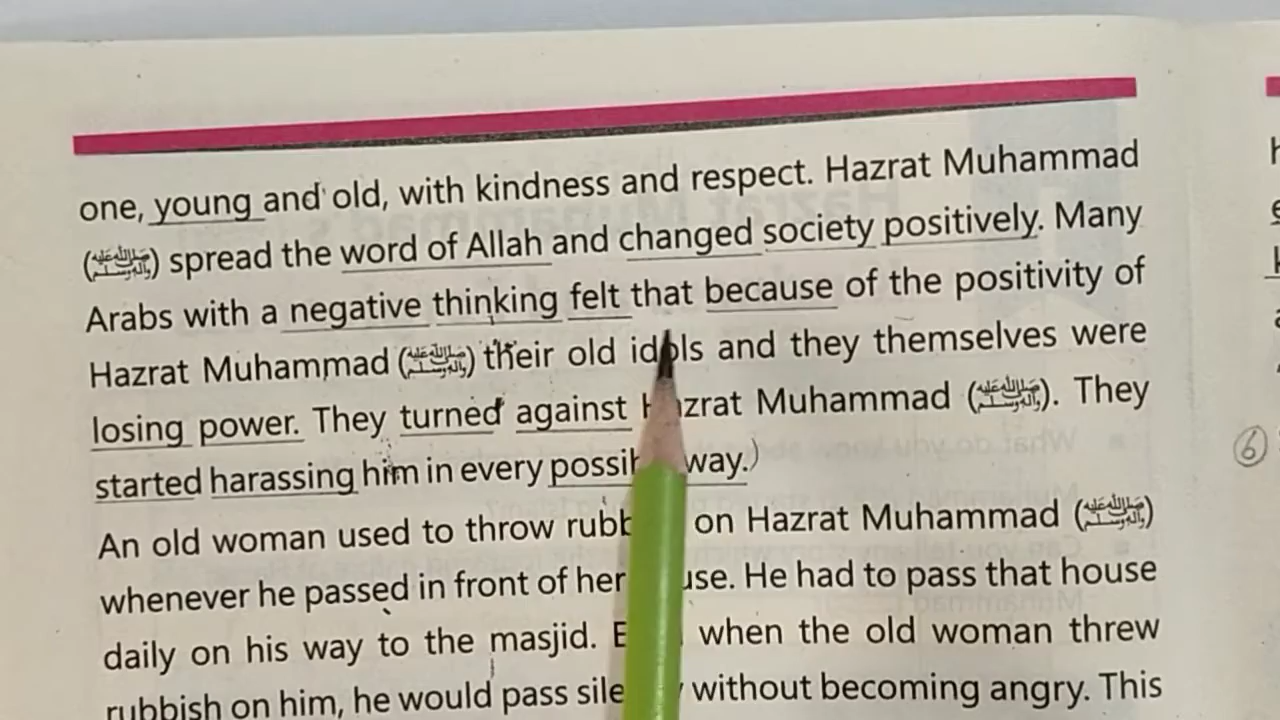 one, young and old, with kindness and respect. Hazrat Muhammad
(ﷺ) spread the word of Allah and changed society positively. Many
Arabs with a negative thinking felt that because of the positivity of
Hazrat Muhammad (ﷺ) their old idols and they themselves were
losing power. They turned against Hazrat Muhammad (ﷺ). They
started harassing him in every way.)
An old woman used to throw on Hazrat Muhammad (ﷺ)
whenever he passed in front of her He had to pass that house
daily on his way to the masjid. when the old woman threw
rubbish on him, he would pass without becoming angry. This
6